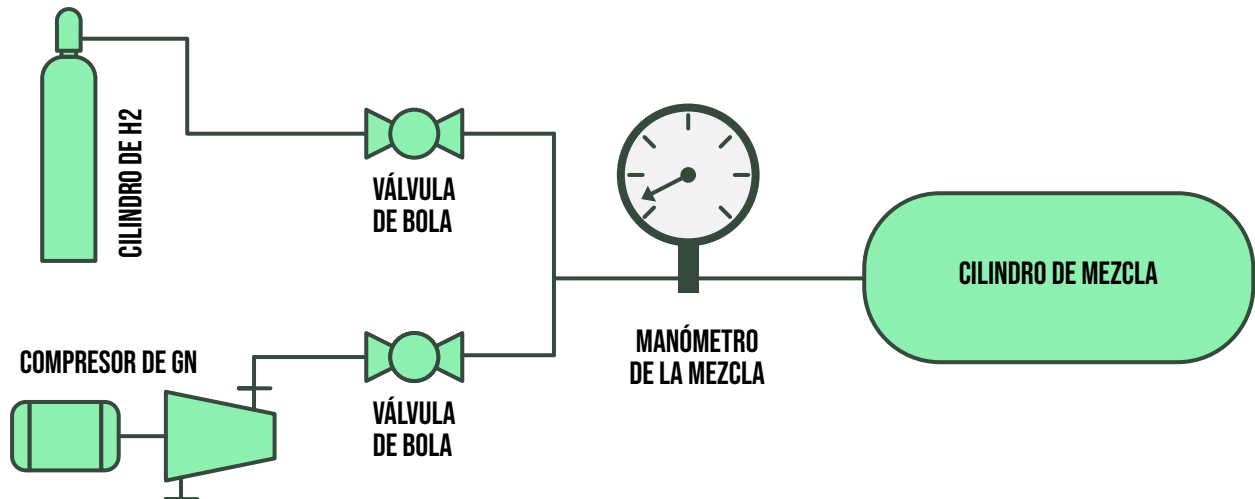 CILINDRO DE H2
VÁLVULA
DE BOLA
COMPRESOR DE GN
VÁLVULA
DE BOLA
MANÓMETRO
DE LA MEZCLA
CILINDRO DE MEZCLA